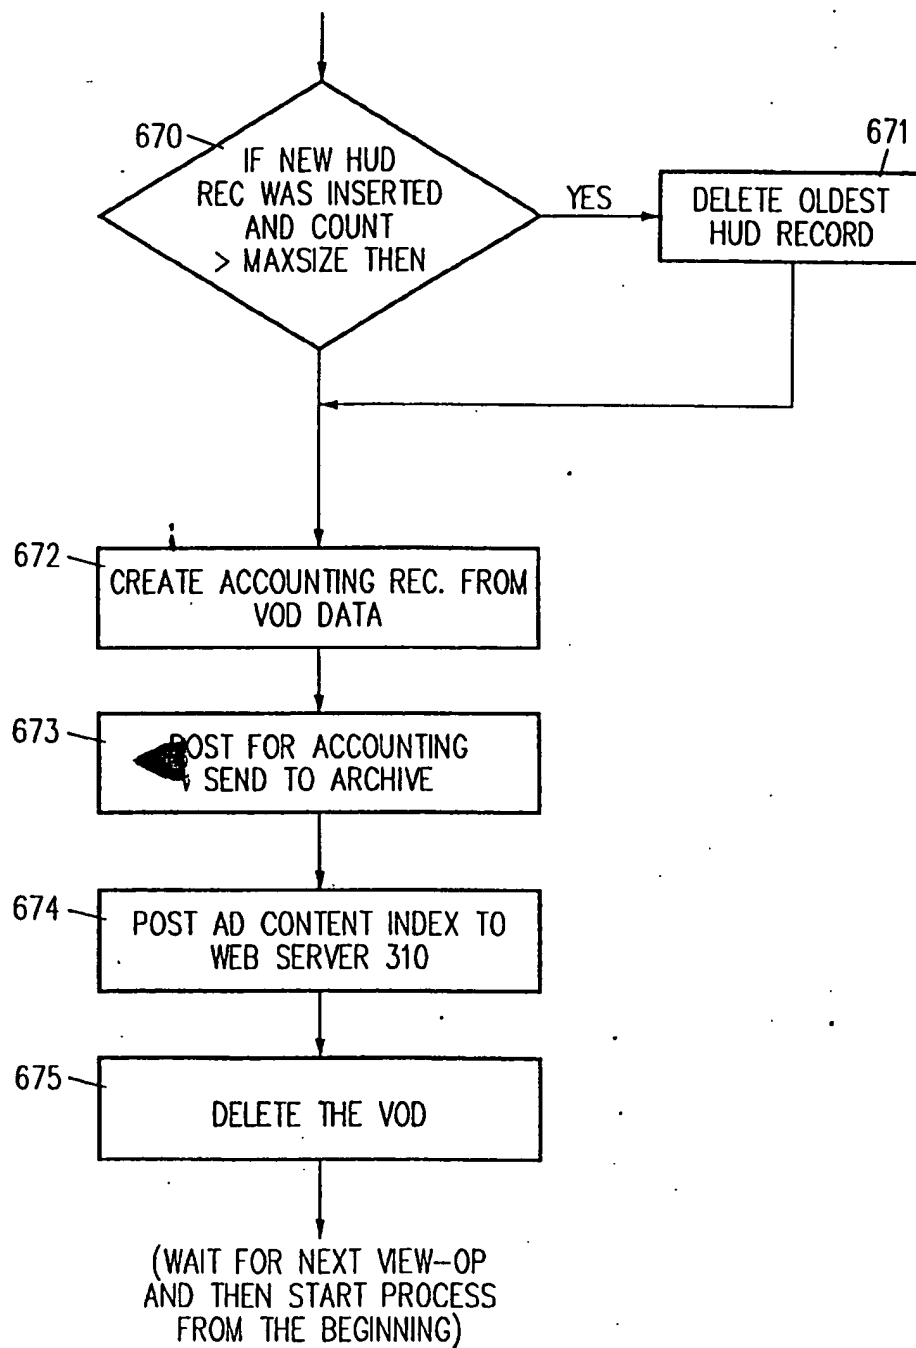 670
IF NEW HUD
REC WAS INSERTED
AND COUNT
> MAXSIZE THEN
YES
671
DELETE OLDEST
HUD RECORD
672
CREATE ACCOUNTING REC. FROM
VOD DATA
673
POST FOR ACCOUNTING
SEND TO ARCHIVE
674
POST AD CONTENT INDEX TO
WEB SERVER 310
675
DELETE THE VOD
(WAIT FOR NEXT VIEW-OP
AND THEN START PROCESS
FROM THE BEGINNING)